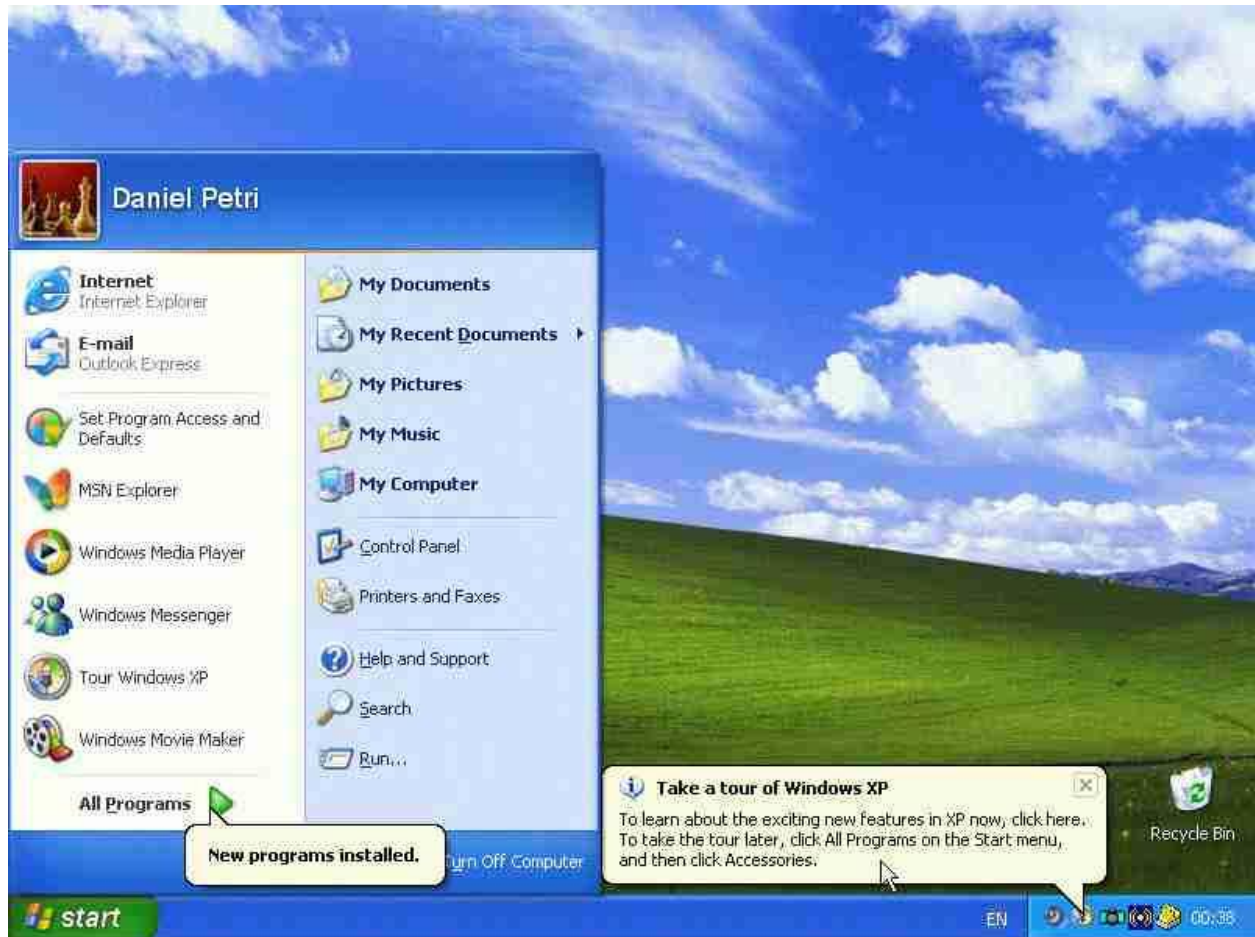 Daniel Petri
Internet
Internet Explorer
E-mail
Outlook Express
Set Program Access and
Defaults
MSN Explorer
Windows Media Player
Windows Messenger
Tour Windows XP
Windows Movie Maker
All Programs
My Documents
My Recent Documents
My Pictures
My Music
My Computer
Control Panel
Printers and Faxes
Help and Support
Search
Run...
New programs installed.
Turn Off Computer
Take a tour of Windows XP
To learn about the exciting new features in XP now, click here.
To take the tour later, click All Programs on the Start menu,
and then click Accessories.
Recycle Bin
start
EN
00:38